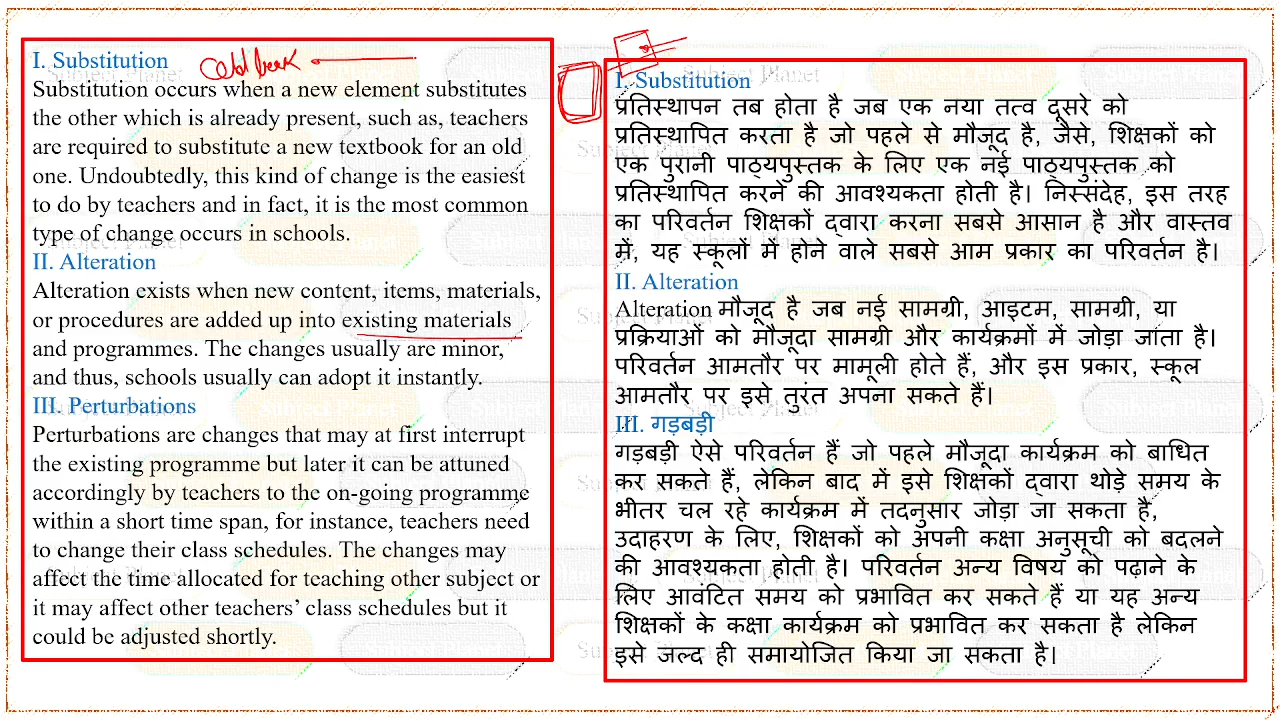 I. Substitution
Substitution occurs when a new element substitutes
the other which is already present, such as, teachers
are required to substitute a new textbook for an old
one. Undoubtedly, this kind of change is the easiest
to do by teachers and in fact, it is the most common
type of change occurs in schools.
II. Alteration
Alteration exists when new content, items, materials,
or procedures are added up into existing materials
and programmes. The changes usually are minor,
and thus, schools usually can adopt it instantly.
III. Perturbations
Perturbations are changes that may at first interrupt
the existing programme but later it can be attuned
accordingly by teachers to the on-going programme
within a short time span, for instance, teachers need
to change their class schedules. The changes may
affect the time allocated for teaching other subject or
it may affect other teachers’ class schedules but it
could be adjusted shortly.
I. Substitution
प्रतिस्थापन तब होता है जब एक नया तत्व दूसरे को
प्रतिस्थापित करता है जो पहले से मौजूद है, जैसे, शिक्षकों को
एक पुरानी पाठ्यपुस्तक के लिए एक नई पाठ्यपुस्तक को
प्रतिस्थापित करने की आवश्यकता होती है। निस्संदेह, इस तरह
का परिवर्तन शिक्षकों द्वारा करना सबसे आसान है और वास्तव
में, यह स्कूलों में होने वाले सबसे आम प्रकार का परिवर्तन है।
II. Alteration
Alteration मौजूद है जब नई सामग्री, आइटम, सामग्री, या
प्रक्रियाओं को मौजूदा सामग्री और कार्यक्रमों में जोड़ा जाता है।
परिवर्तन आमतौर पर मामूली होते हैं, और इस प्रकार, स्कूल
आमतौर पर इसे तुरंत अपना सकते हैं।
III. गड़बड़ी
गड़बड़ी ऐसे परिवर्तन हैं जो पहले मौजूदा कार्यक्रम को बाधित
कर सकते हैं, लेकिन बाद में इसे शिक्षकों द्वारा थोड़े समय के
भीतर चल रहे कार्यक्रम में तदनुसार जोड़ा जा सकता है,
उदाहरण के लिए, शिक्षकों को अपनी कक्षा अनुसूची को बदलने
की आवश्यकता होती है। परिवर्तन अन्य विषय को पढ़ाने के
लिए आवंटित समय को प्रभावित कर सकते हैं या यह अन्य
शिक्षकों के कक्षा कार्यक्रम को प्रभावित कर सकता है लेकिन
इसे जल्द ही समायोजित किया जा सकता है।